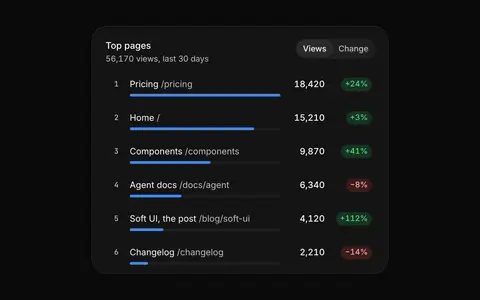 Top pages
56,170 views, last 30 days
Views Change
1 Pricing /pricing 18,420 +24%
2 Home / 15,210 +3%
3 Components /components 9,870 +41%
4 Agent docs /docs/agent 6,340 −8%
5 Soft UI, the post /blog/soft-ui 4,120 +112%
6 Changelog /changelog 2,210 −14%